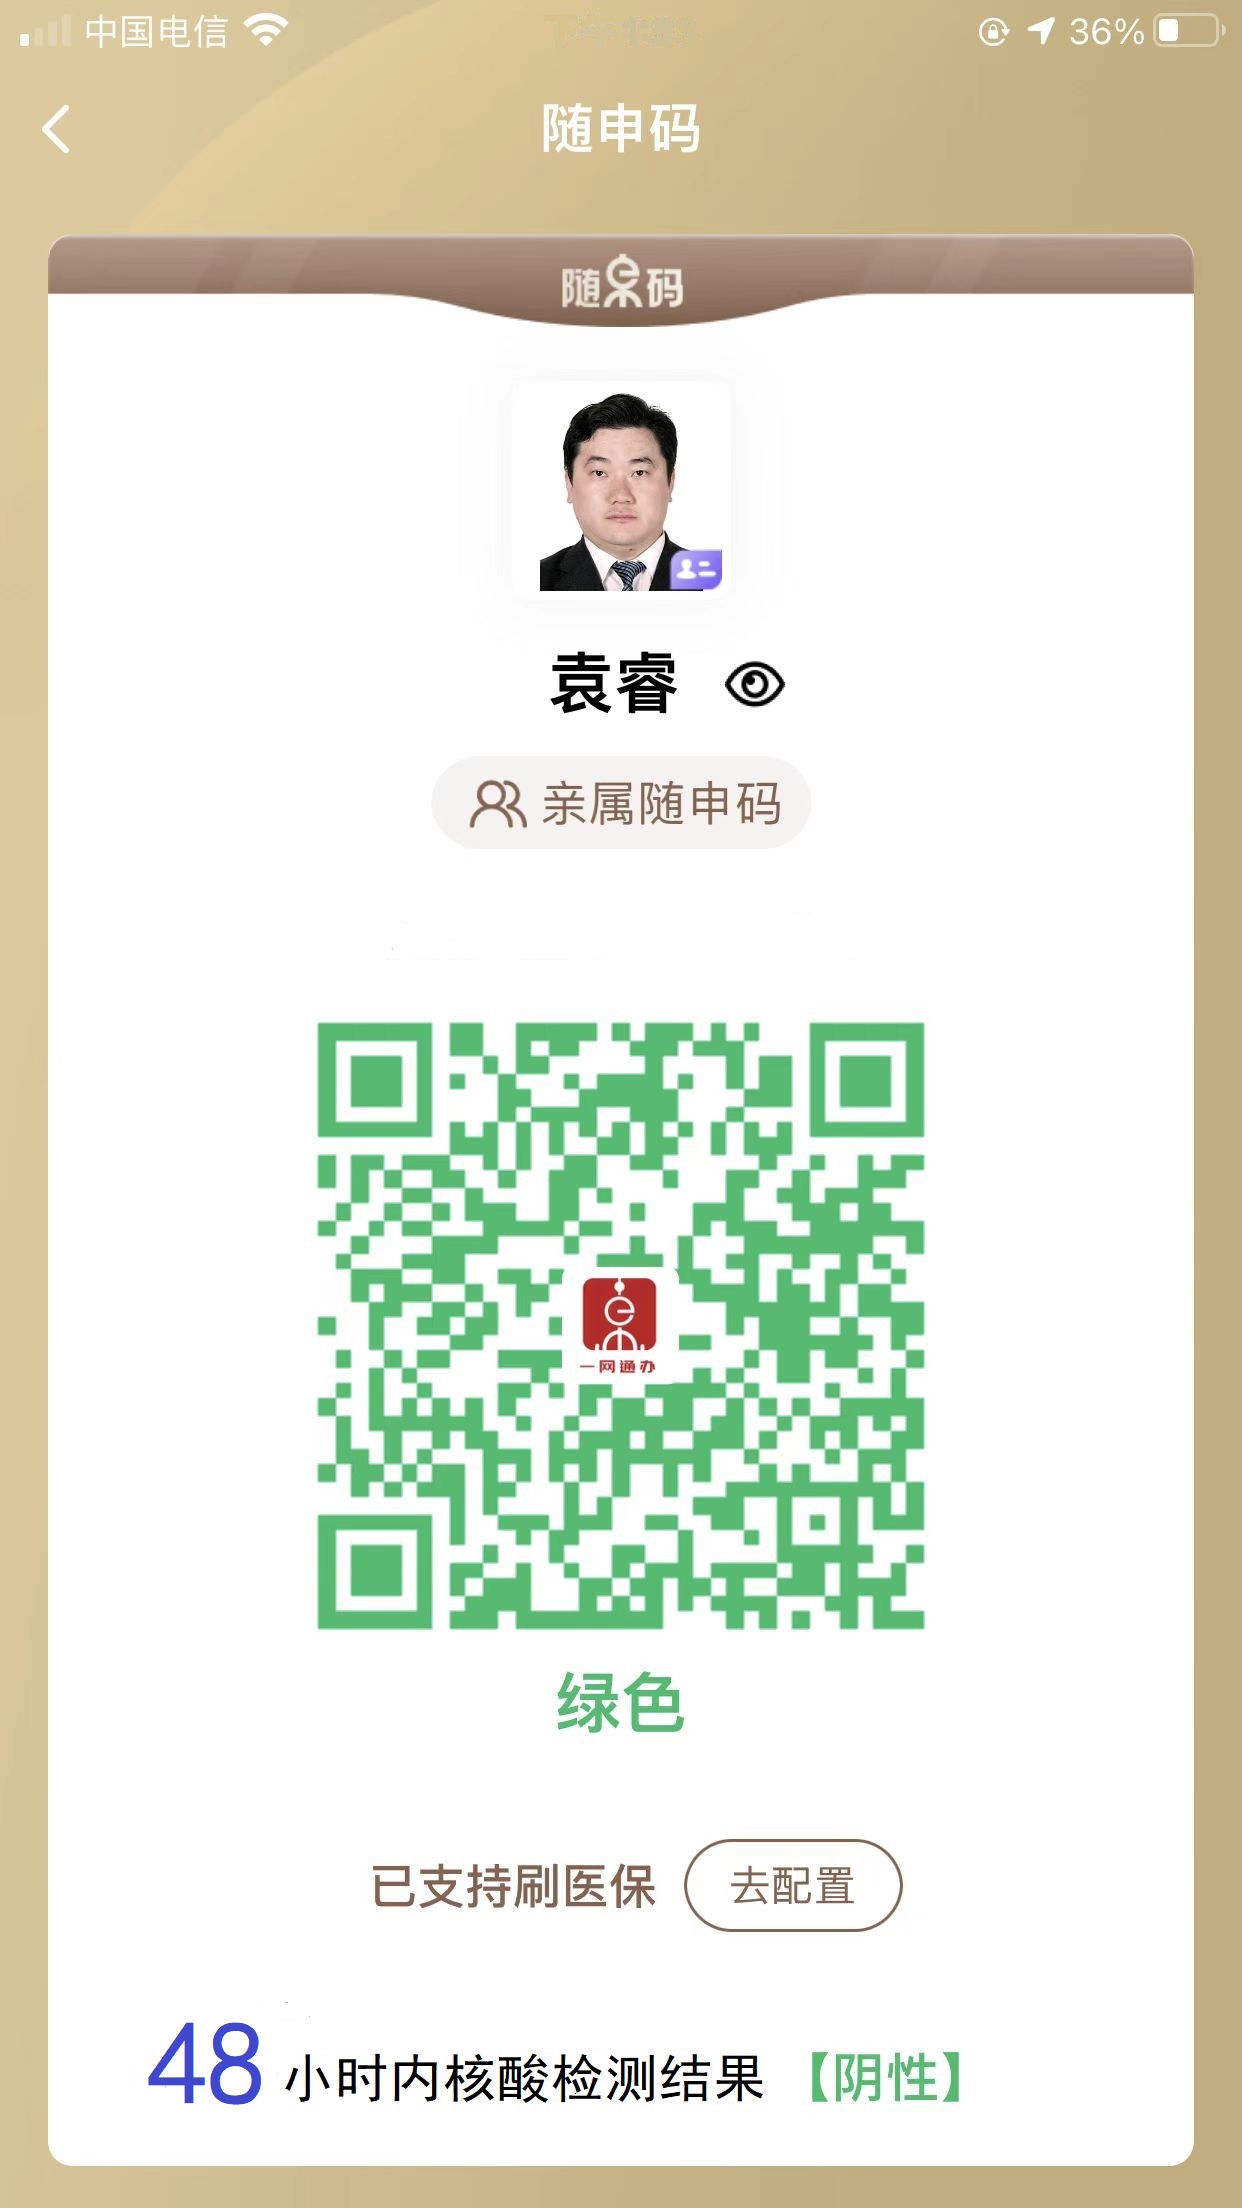 中国电信 36%
随申码
随申码
袁睿
亲属随申码
一网通办
绿色
已支持刷医保 去配置
48 小时内核酸检测结果 【阴性】